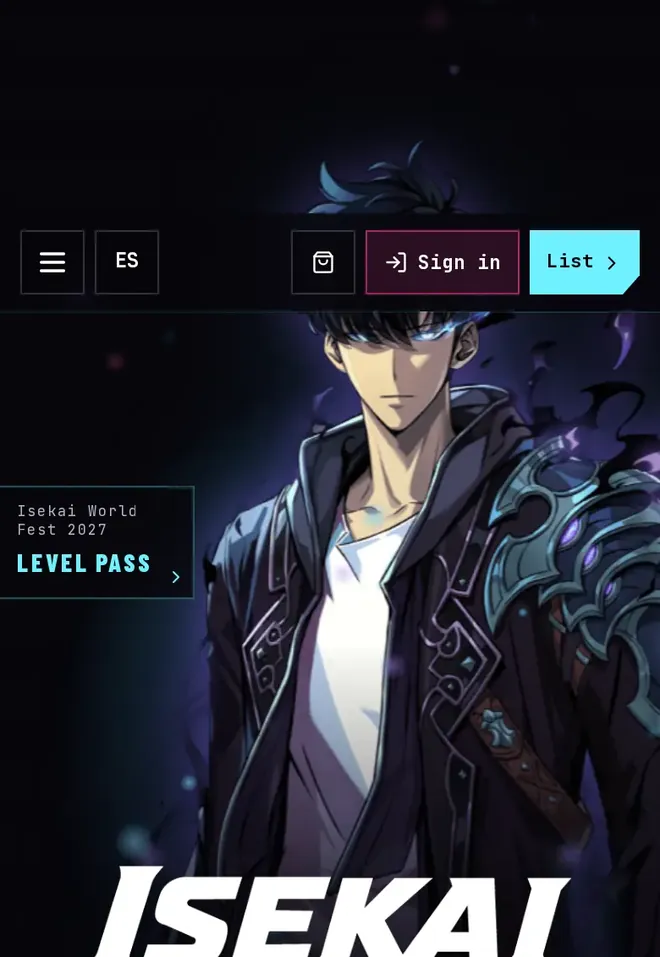 ES
Sign in
List
Isekai World
Fest 2027
LEVEL PASS
ISEKAI